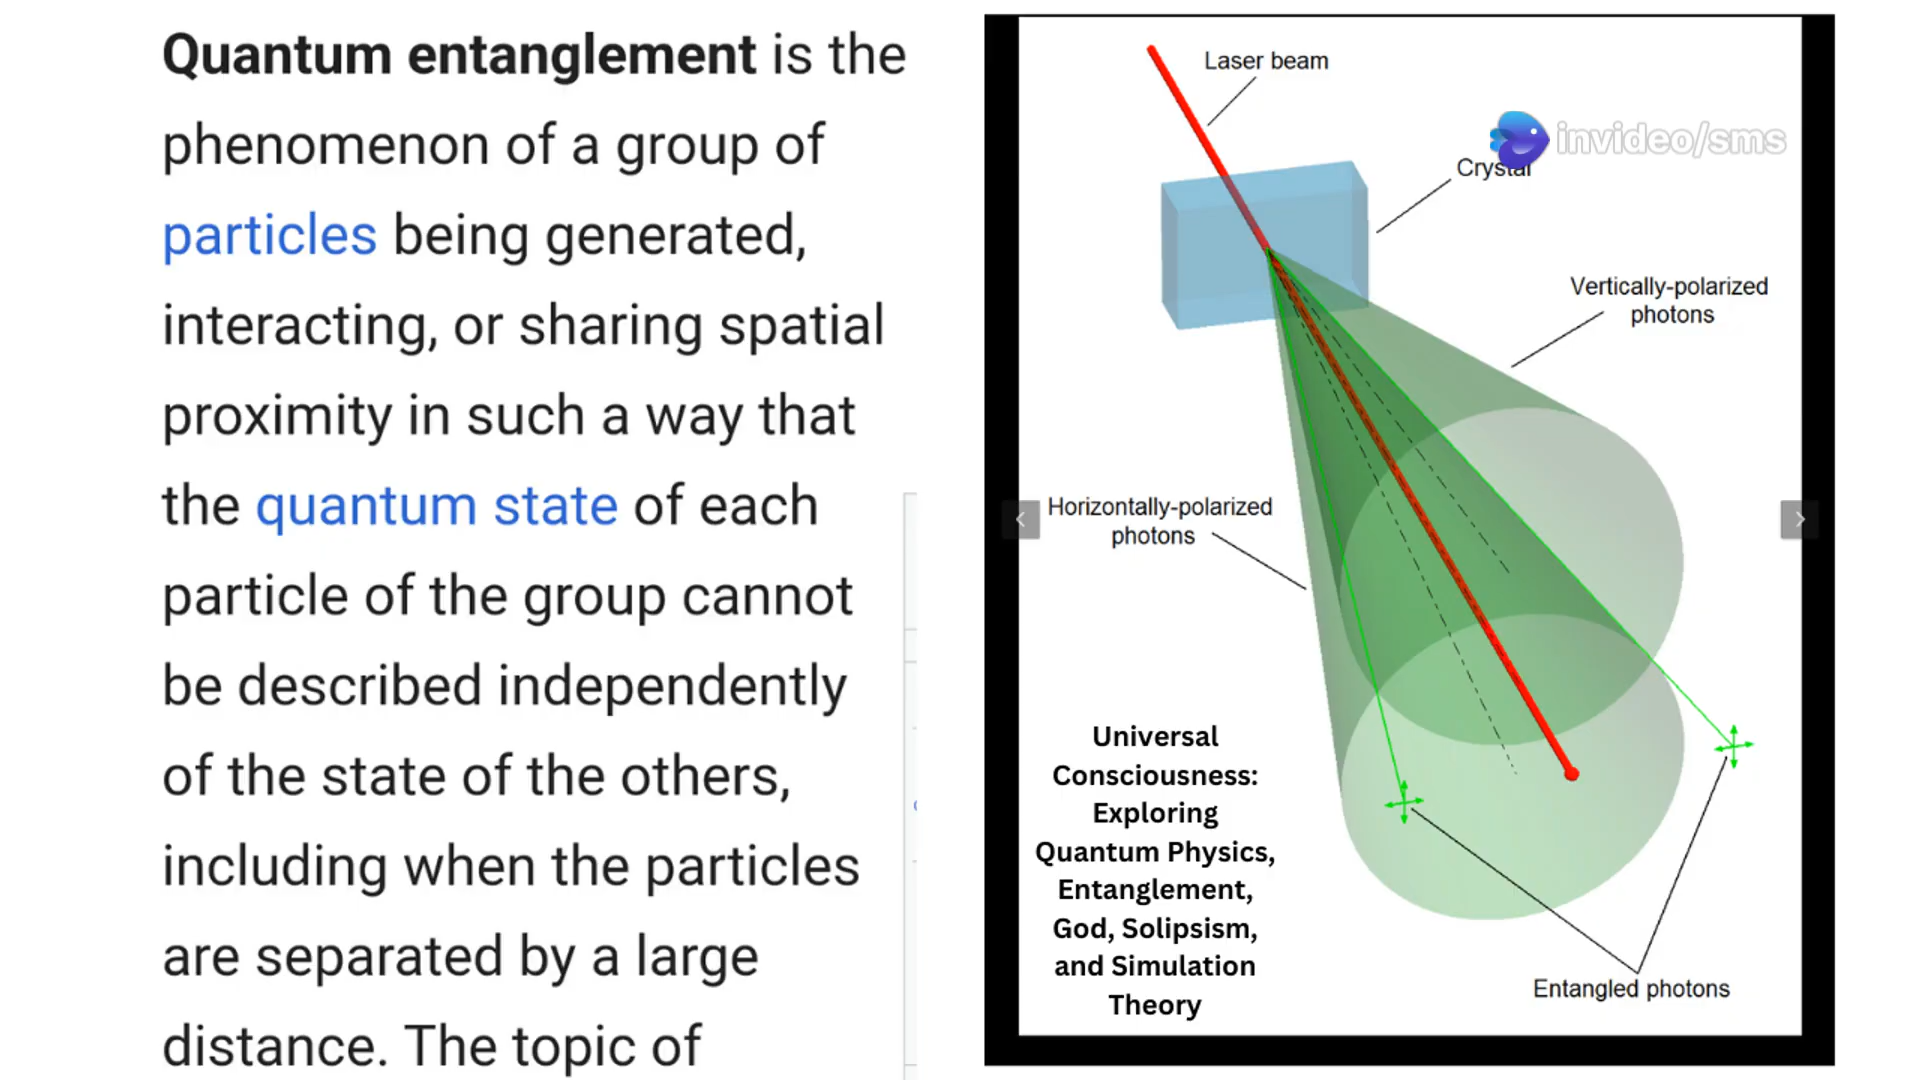 Quantum entanglement is the
phenomenon of a group of
particles being generated,
interacting, or sharing spatial
proximity in such a way that
the quantum state of each
particle of the group cannot
be described independently
of the state of the others,
including when the particles
are separated by a large
distance. The topic of
Laser beam
invideo/sms
Crystal
Vertically-polarized
photons
Horizontally-polarized
photons
Universal
Consciousness:
Exploring
Quantum Physics,
Entanglement,
God, Solipsism,
and Simulation
Theory
Entangled photons